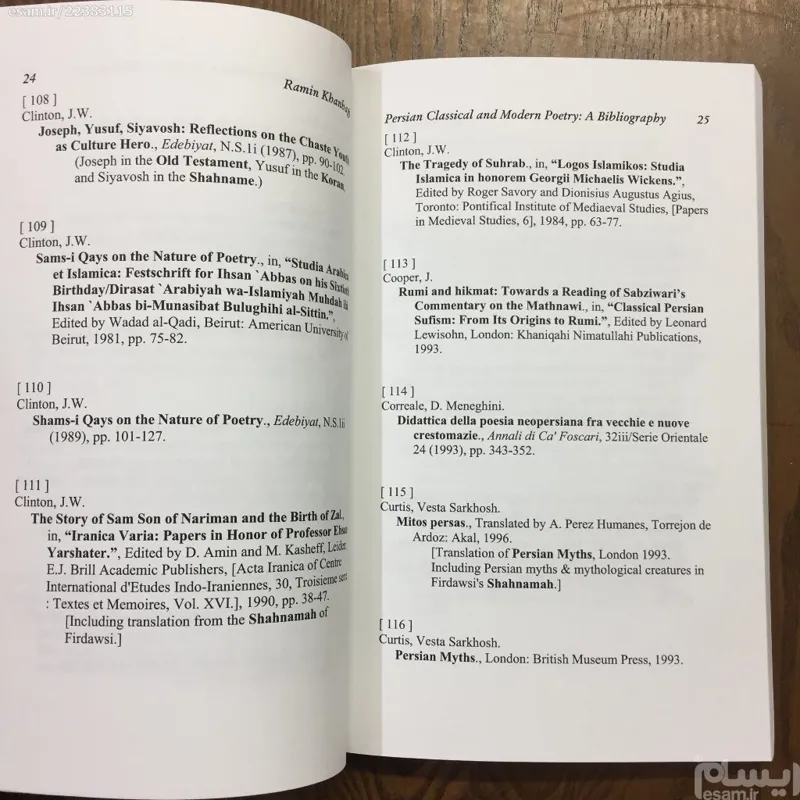 esam.ir/22383115
24
Ramin Khanbag
[ 108 ]
Clinton, J.W.
Joseph, Yusuf, Siyavosh: Reflections on the Chaste Youth
as Culture Hero., Edebiyat, N.S.1i (1987), pp. 90-102.
(Joseph in the Old Testament, Yusuf in the Koran,
and Siyavosh in the Shahname.)
[ 109 ]
Clinton, J.W.
Sams-i Qays on the Nature of Poetry., in, “Studia Arabica
et Islamica: Festschrift for Ihsan `Abbas on his Sixtieth
Birthday/Dirasat `Arabiyah wa-Islamiyah Muhdah ila
Ihsan `Abbas bi-Munasibat Bulughihi al-Sittin.”,
Edited by Wadad al-Qadi, Beirut: American University of
Beirut, 1981, pp. 75-82.
[ 110 ]
Clinton, J.W.
Shams-i Qays on the Nature of Poetry., Edebiyat, N.S.1ii
(1989), pp. 101-127.
[ 111 ]
Clinton, J.W.
The Story of Sam Son of Nariman and the Birth of Zal.,
in, “Iranica Varia: Papers in Honor of Professor Ehsan
Yarshater.”, Edited by D. Amin and M. Kasheff, Leiden:
E.J. Brill Academic Publishers, [Acta Iranica of Centre
International d'Etudes Indo-Iraniennes, 30, Troisieme serie
: Textes et Memoires, Vol. XVI.], 1990, pp. 38-47.
[Including translation from the Shahnamah of
Firdawsi.]
Persian Classical and Modern Poetry: A Bibliography 25
[ 112 ]
Clinton, J.W.
The Tragedy of Suhrab., in, “Logos Islamikos: Studia
Islamica in honorem Georgii Michaelis Wickens.”,
Edited by Roger Savory and Dionisius Augustus Agius,
Toronto: Pontifical Institute of Mediaeval Studies, [Papers
in Medieval Studies, 6], 1984, pp. 63-77.
[ 113 ]
Cooper, J.
Rumi and hikmat: Towards a Reading of Sabziwari's
Commentary on the Mathnawi., in, “Classical Persian
Sufism: From Its Origins to Rumi.”, Edited by Leonard
Lewisohn, London: Khaniqahi Nimatullahi Publications,
1993.
[ 114 ]
Correale, D. Meneghini.
Didattica della poesia neopersiana fra vecchie e nuove
crestomazie., Annali di Ca' Foscari, 32iii/Serie Orientale
24 (1993), pp. 343-352.
[ 115 ]
Curtis, Vesta Sarkhosh.
Mitos persas., Translated by A. Perez Humanes, Torrejon de
Ardoz: Akal, 1996.
[Translation of Persian Myths, London 1993.
Including Persian myths & mythological creatures in
Firdawsi's Shahnamah.]
[ 116 ]
Curtis, Vesta Sarkhosh.
Persian Myths., London: British Museum Press, 1993.
ایسام
esam.ir